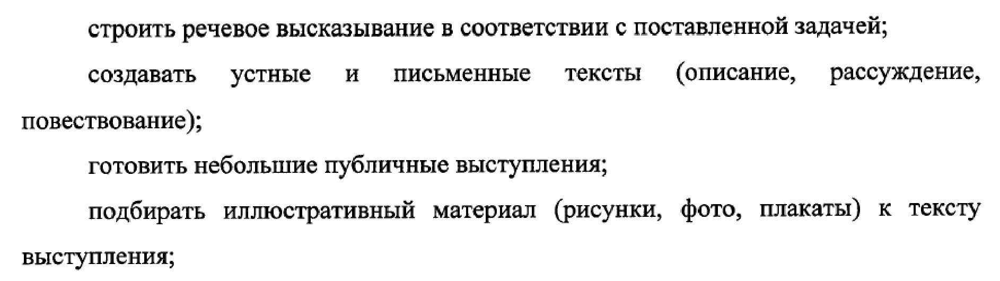 строить речевое высказывание в соответствии с поставленной задачей;
создавать устные и письменные тексты (описание, рассуждение,
повествование);
готовить небольшие публичные выступления;
подбирать иллюстративный материал (рисунки, фото, плакаты) к тексту
выступления;